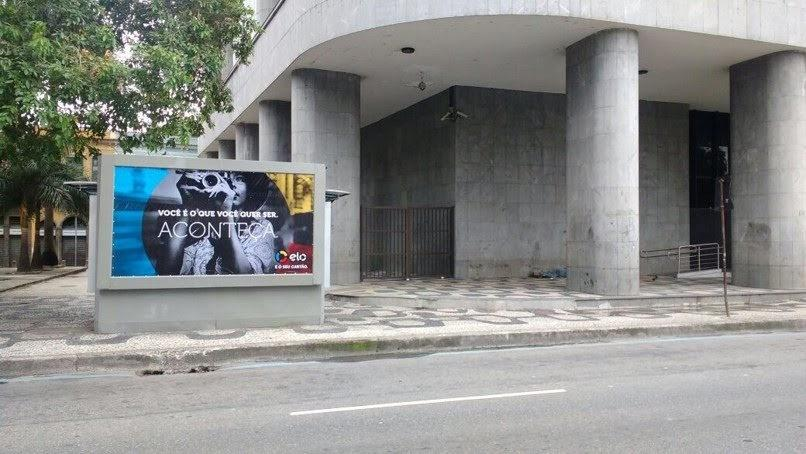 VOCÊ É O QUE VOCÊ QUER SER.
ACONTEÇA
elo
E O SEU CARTÃO.